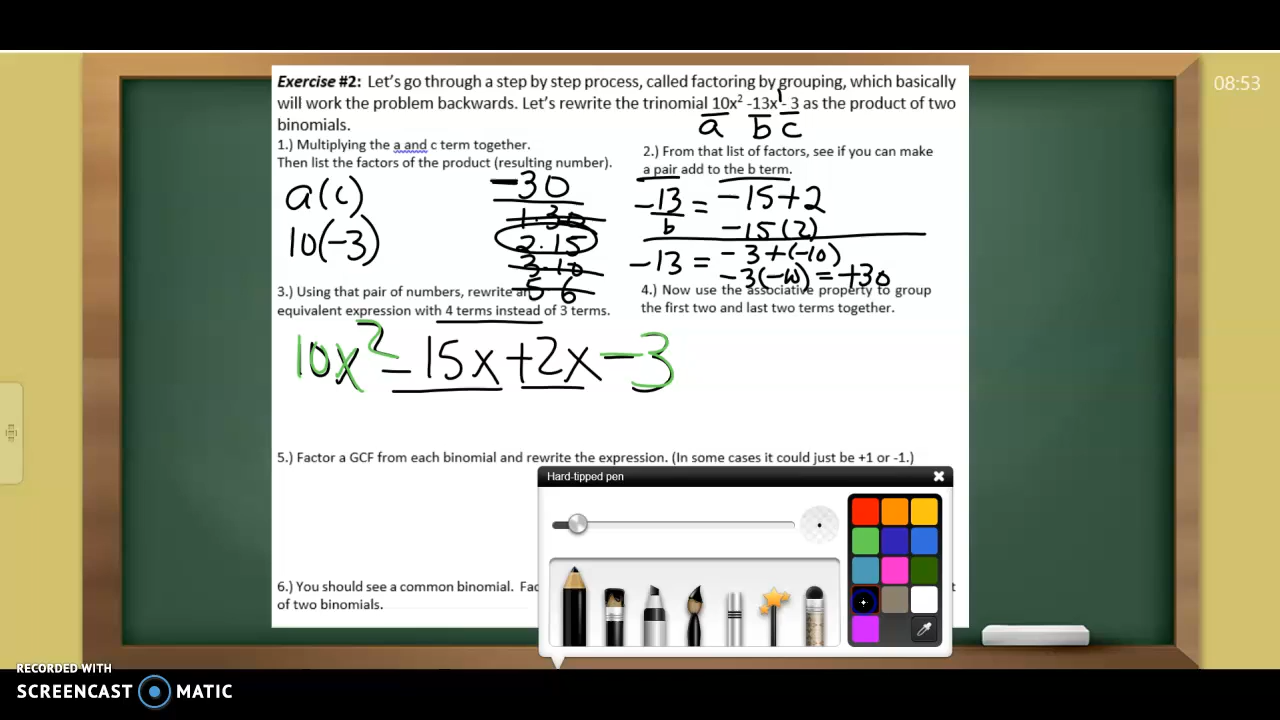 08:53
Exercise #2: Let's go through a step by step process, called factoring by grouping, which basically
will work the problem backwards. Let's rewrite the trinomial 10x² -13x¹- 3 as the product of two
binomials.
a b c
1.) Multiplying the a and c term together.
Then list the factors of the product (resulting number).
a(c)
10(-3)
-30
1·30
2·15
3·10
5·6
2.) From that list of factors, see if you can make
a pair add to the b term.
-13 = -15+2
b -15(2)
-13 = -3+(-10)
-3(-10) = +30
3.) Using that pair of numbers, rewrite an
equivalent expression with 4 terms instead of 3 terms.
10x²-15x+2x-3
4.) Now use the associative property to group
the first two and last two terms together.
5.) Factor a GCF from each binomial and rewrite the expression. (In some cases it could just be +1 or -1.)
Hard-tipped pen
6.) You should see a common binomial. Fac
of two binomials.
RECORDED WITH
SCREENCAST MATIC